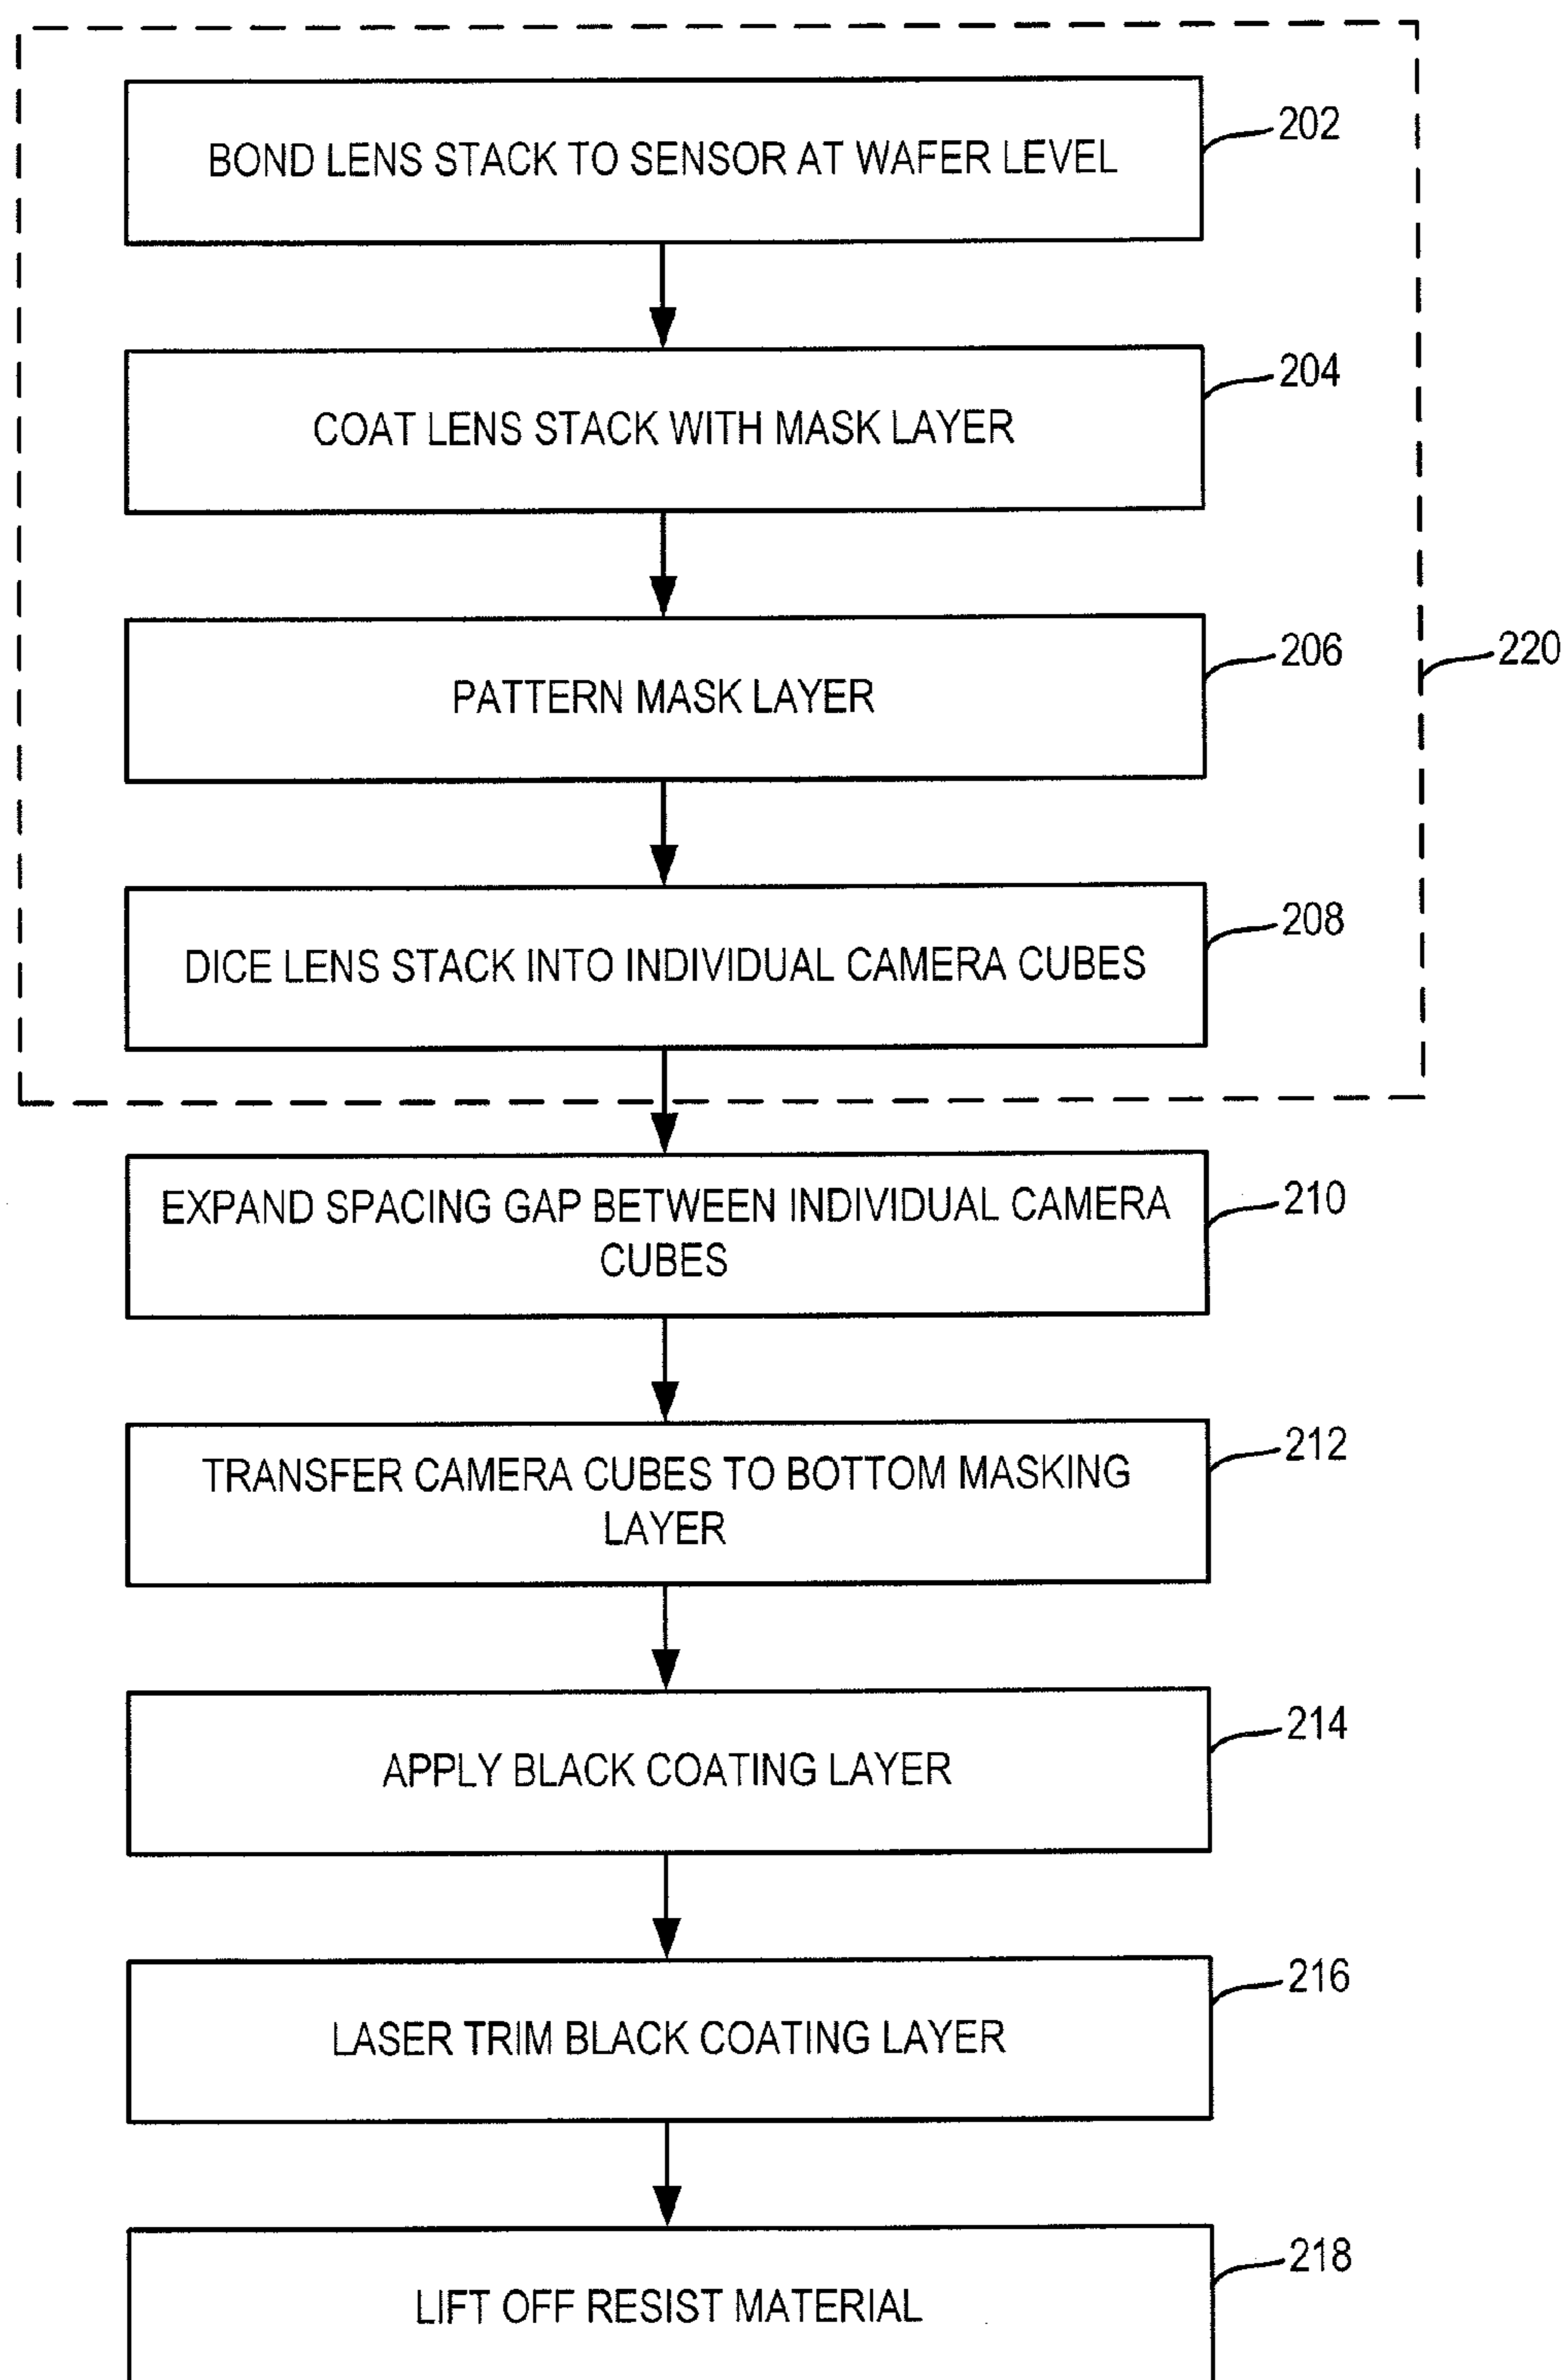 BOND LENS STACK TO SENSOR AT WAFER LEVEL
202
COAT LENS STACK WITH MASK LAYER
204
PATTERN MASK LAYER
206
220
DICE LENS STACK INTO INDIVIDUAL CAMERA CUBES
208
EXPAND SPACING GAP BETWEEN INDIVIDUAL CAMERA
CUBES
210
TRANSFER CAMERA CUBES TO BOTTOM MASKING
LAYER
212
APPLY BLACK COATING LAYER
214
LASER TRIM BLACK COATING LAYER
216
LIFT OFF RESIST MATERIAL
218